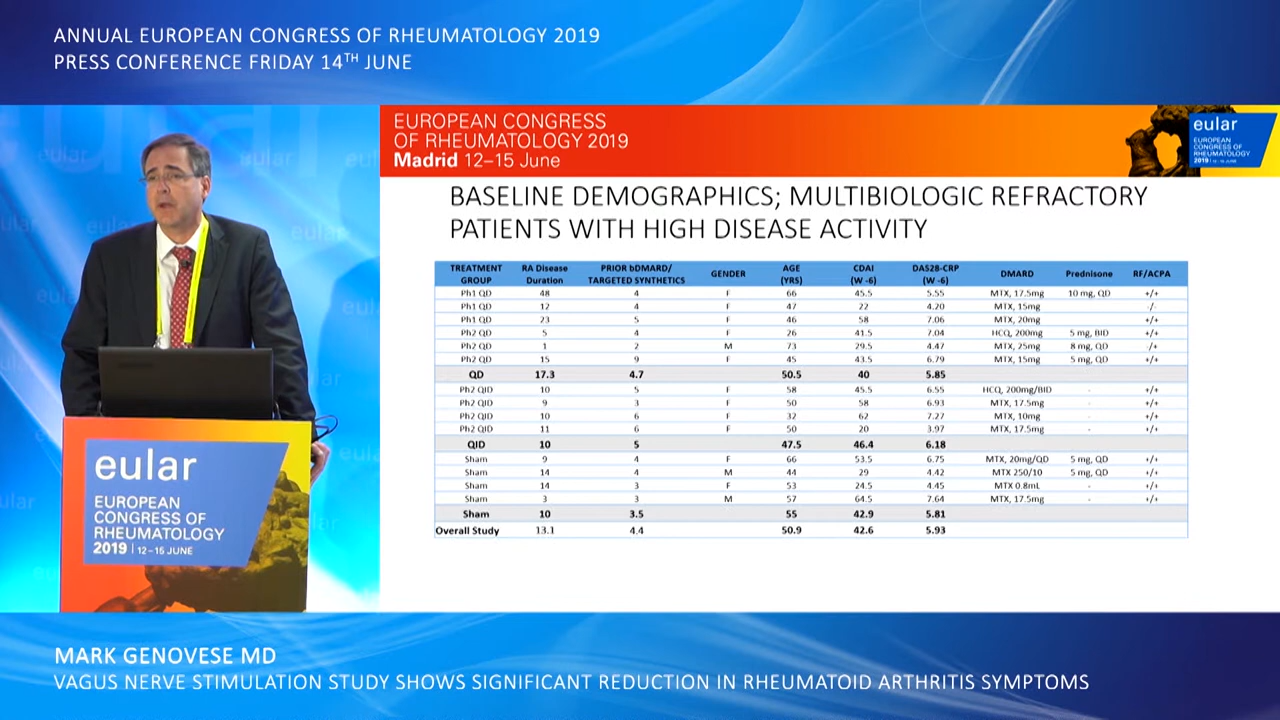 ANNUAL EUROPEAN CONGRESS OF RHEUMATOLOGY 2019
PRESS CONFERENCE FRIDAY 14TH JUNE
EUROPEAN CONGRESS
OF RHEUMATOLOGY 2019
Madrid 12–15 June
eular
EUROPEAN
CONGRESS OF
RHEUMATOLOGY
2019 | 12–15 JUNE
BASELINE DEMOGRAPHICS; MULTIBIOLOGIC REFRACTORY
PATIENTS WITH HIGH DISEASE ACTIVITY
TREATMENT GROUP RA Disease Duration PRIOR bDMARD/ TARGETED SYNTHETICS GENDER AGE (YRS) CDAI (W -6) DAS28-CRP (W -6) DMARD Prednisone RF/ACPA
Ph1 QD 48 4 F 66 45.5 5.55 MTX, 17.5mg 10 mg, QD +/+
Ph1 QD 12 4 F 47 22 4.20 MTX, 15mg -/-
Ph1 QD 23 5 F 46 58 7.06 MTX, 20mg +/+
Ph2 QD 5 4 F 26 41.5 7.04 HCQ, 200mg 5 mg, BID +/+
Ph2 QD 1 2 M 73 29.5 4.47 MTX, 25mg 8 mg, QD /+
Ph2 QD 15 9 F 45 43.5 6.79 MTX, 15mg 5 mg, QD +/+
QD 17.3 4.7 50.5 40 5.85
Ph2 QID 10 5 F 58 45.5 6.55 HCQ, 200mg/BID - +/+
Ph2 QID 9 3 F 50 58 6.93 MTX, 17.5mg - +/+
Ph2 QID 10 6 F 32 62 7.27 MTX, 10mg - +/+
Ph2 QID 11 6 F 50 20 3.97 MTX, 17.5mg - +/+
QID 10 5 47.5 46.4 6.18
Sham 9 4 F 66 53.5 6.75 MTX, 20mg/QD 5 mg, QD +/+
Sham 14 4 M 44 29 4.42 MTX 250/10 5 mg, QD +/+
Sham 14 3 F 53 24.5 4.45 MTX 0.8mL - +/+
Sham 3 3 M 57 64.5 7.64 MTX, 17.5mg - +/+
Sham 10 3.5 55 42.9 5.81
Overall Study 13.1 4.4 50.9 42.6 5.93
eular
EUROPEAN
CONGRESS OF
RHEUMATOLOGY
2019 | 12–15 JUNE
MARK GENOVESE MD
VAGUS NERVE STIMULATION STUDY SHOWS SIGNIFICANT REDUCTION IN RHEUMATOID ARTHRITIS SYMPTOMS